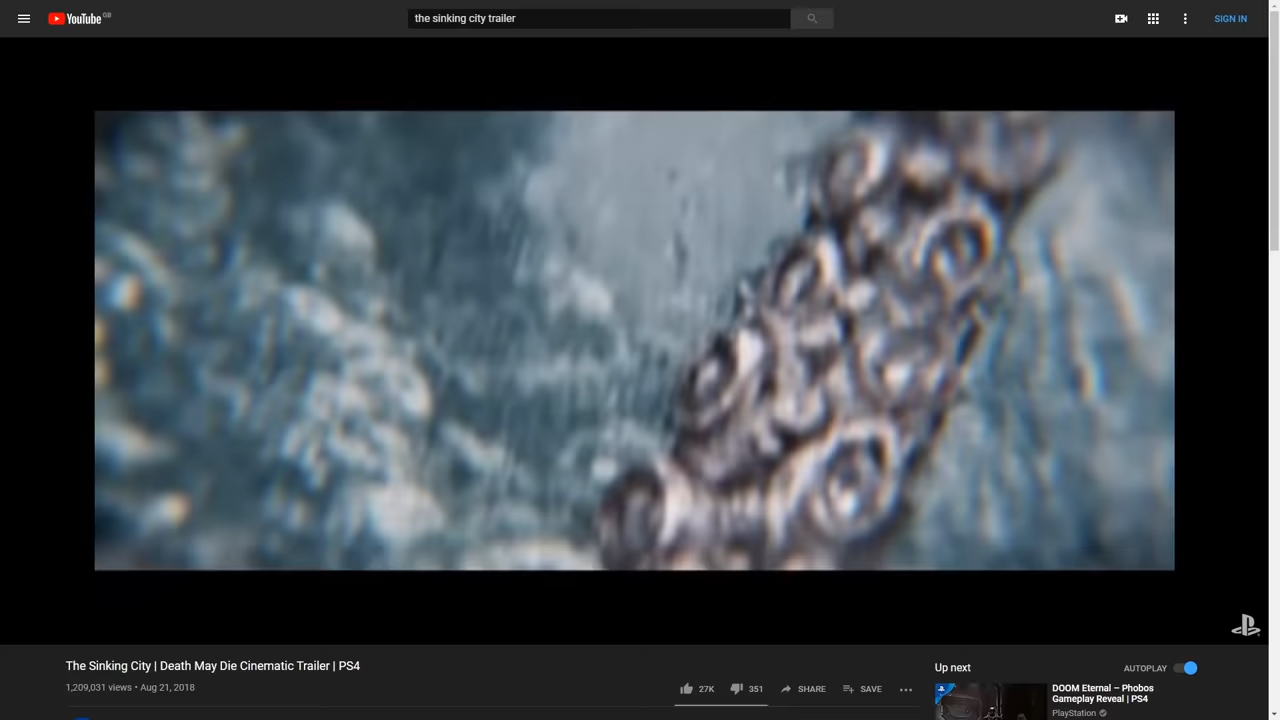 YouTube GB
the sinking city trailer
SIGN IN
The Sinking City | Death May Die Cinematic Trailer | PS4
1,209,031 views • Aug 21, 2018
27K
351
SHARE
SAVE
Up next
AUTOPLAY
DOOM Eternal – Phobos
Gameplay Reveal | PS4
PlayStation